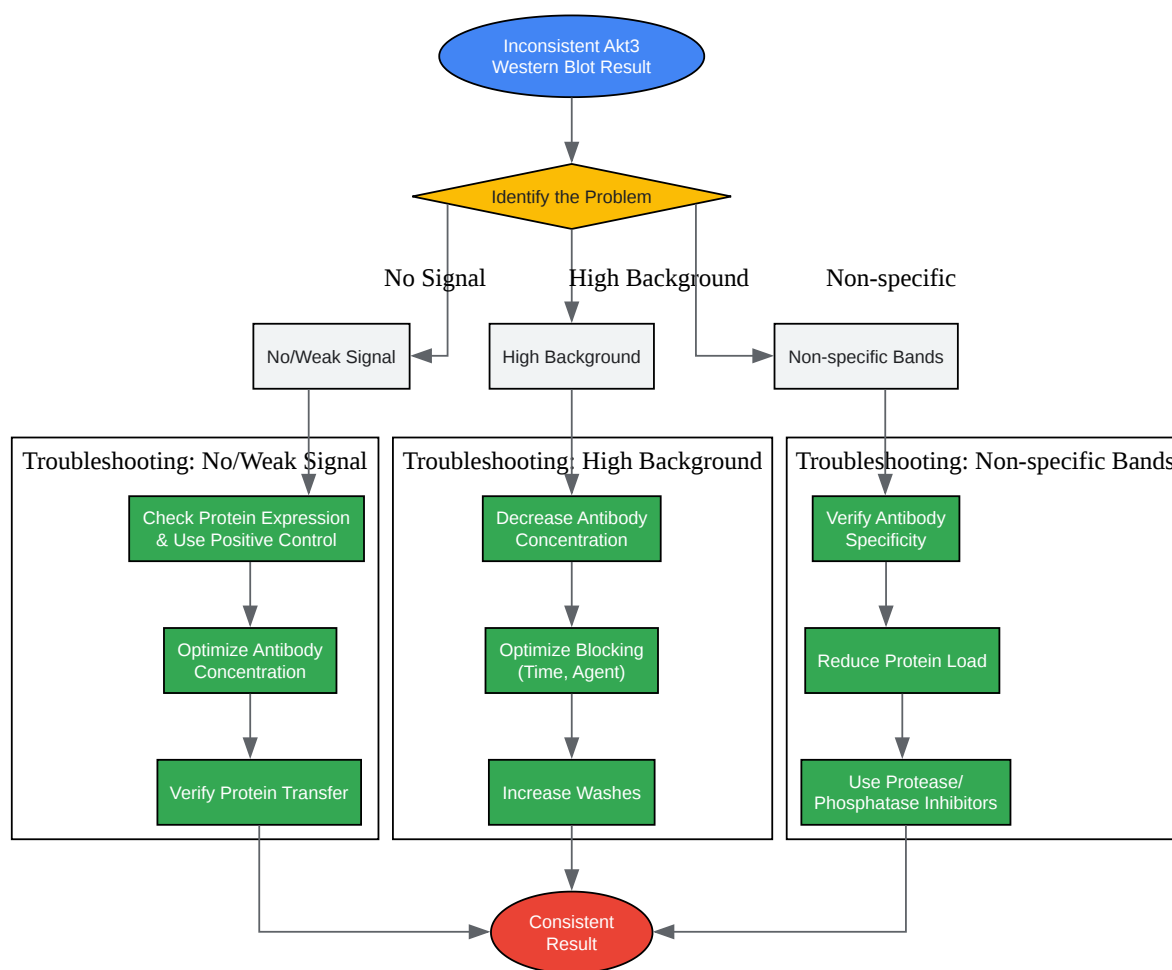 Inconsistent Akt3
Western Blot Result
Identify the Problem
No Signal
High Background
Non-specific
No/Weak Signal
High Background
Non-specific Bands
Troubleshooting: No/Weak Signal
Troubleshooting: High Background
Troubleshooting: Non-specific Bands
Check Protein Expression
& Use Positive Control
Decrease Antibody
Concentration
Verify Antibody
Specificity
Optimize Antibody
Concentration
Optimize Blocking
(Time, Agent)
Reduce Protein Load
Verify Protein Transfer
Increase Washes
Use Protease/
Phosphatase Inhibitors
Consistent
Result